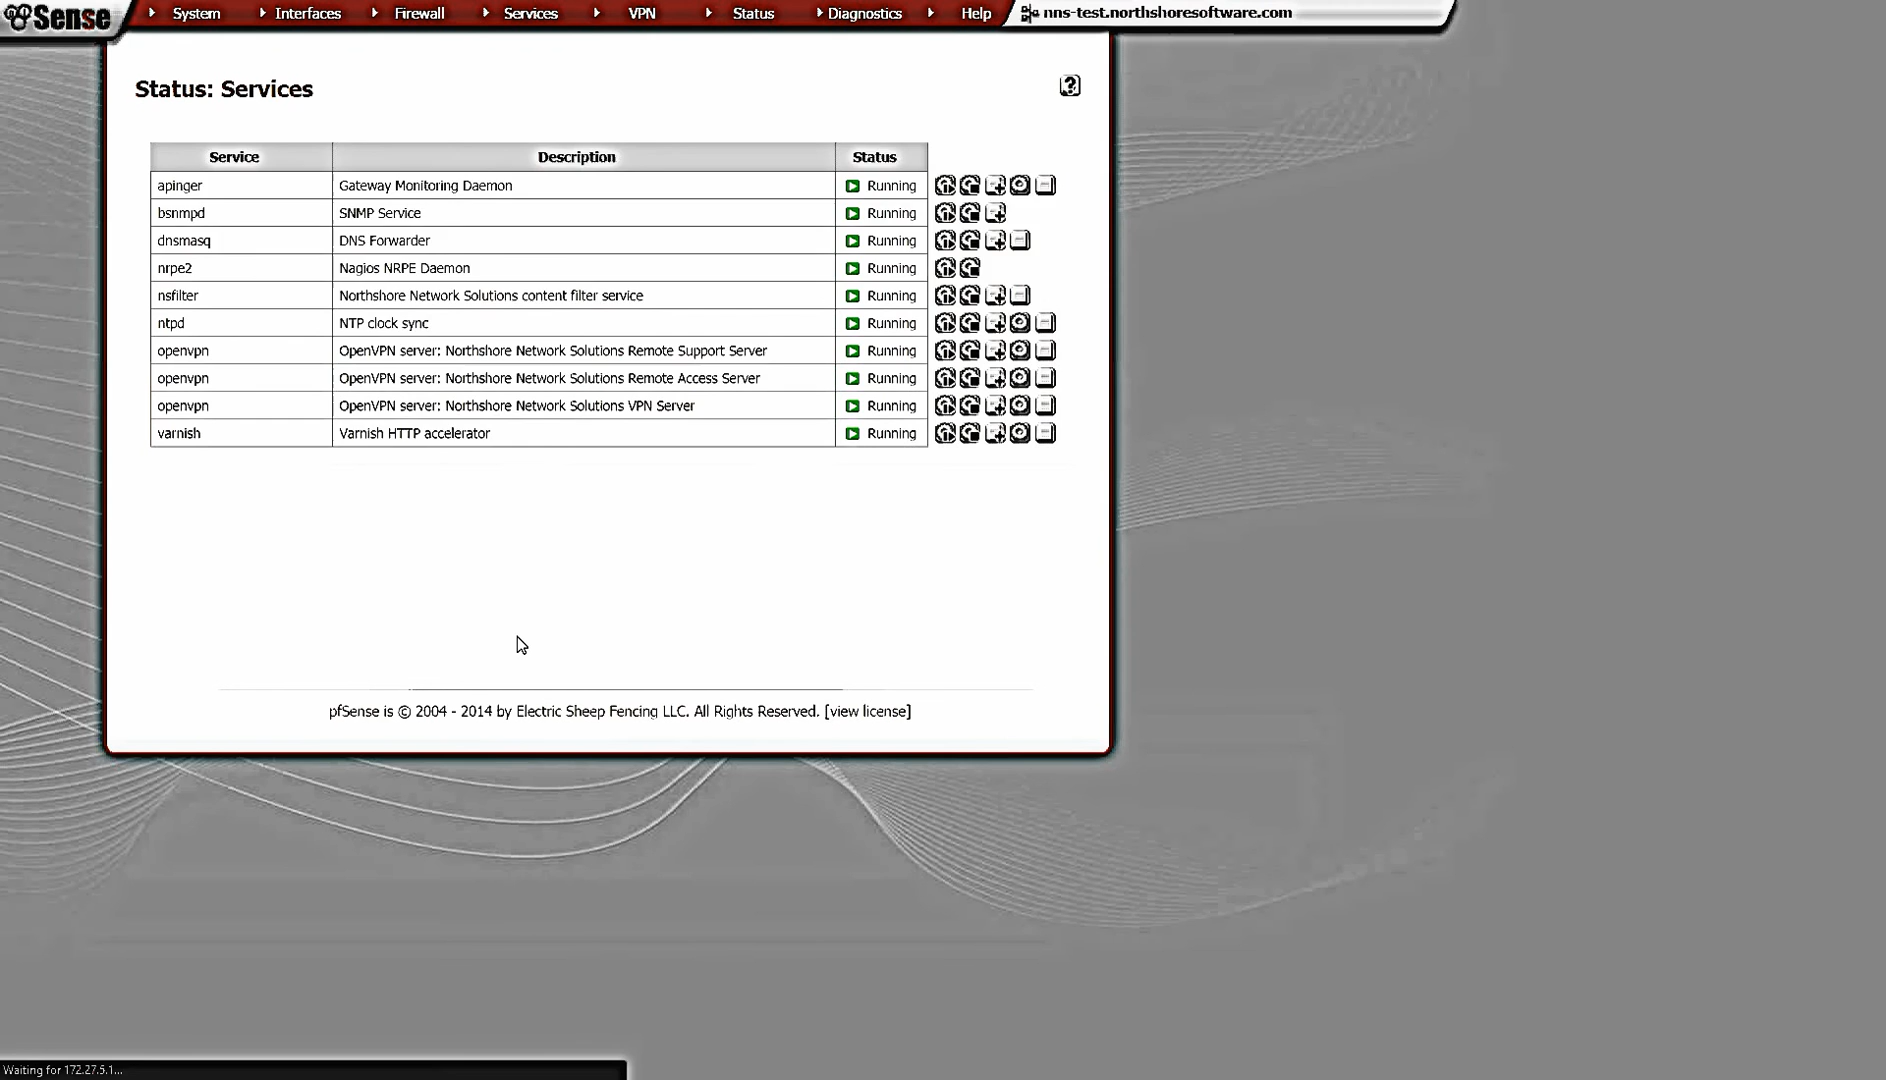 Sense System Interfaces Firewall Services VPN Status Diagnostics Help nns-test.northshoresoftware.com
Status: Services
?
Service Description Status
apinger Gateway Monitoring Daemon Running
bsnmpd SNMP Service Running
dnsmasq DNS Forwarder Running
nrpe2 Nagios NRPE Daemon Running
nsfilter Northshore Network Solutions content filter service Running
ntpd NTP clock sync Running
openvpn OpenVPN server: Northshore Network Solutions Remote Support Server Running
openvpn OpenVPN server: Northshore Network Solutions Remote Access Server Running
openvpn OpenVPN server: Northshore Network Solutions VPN Server Running
varnish Varnish HTTP accelerator Running
pfSense is © 2004 - 2014 by Electric Sheep Fencing LLC. All Rights Reserved. [view license]
Waiting for 172.27.5.1...